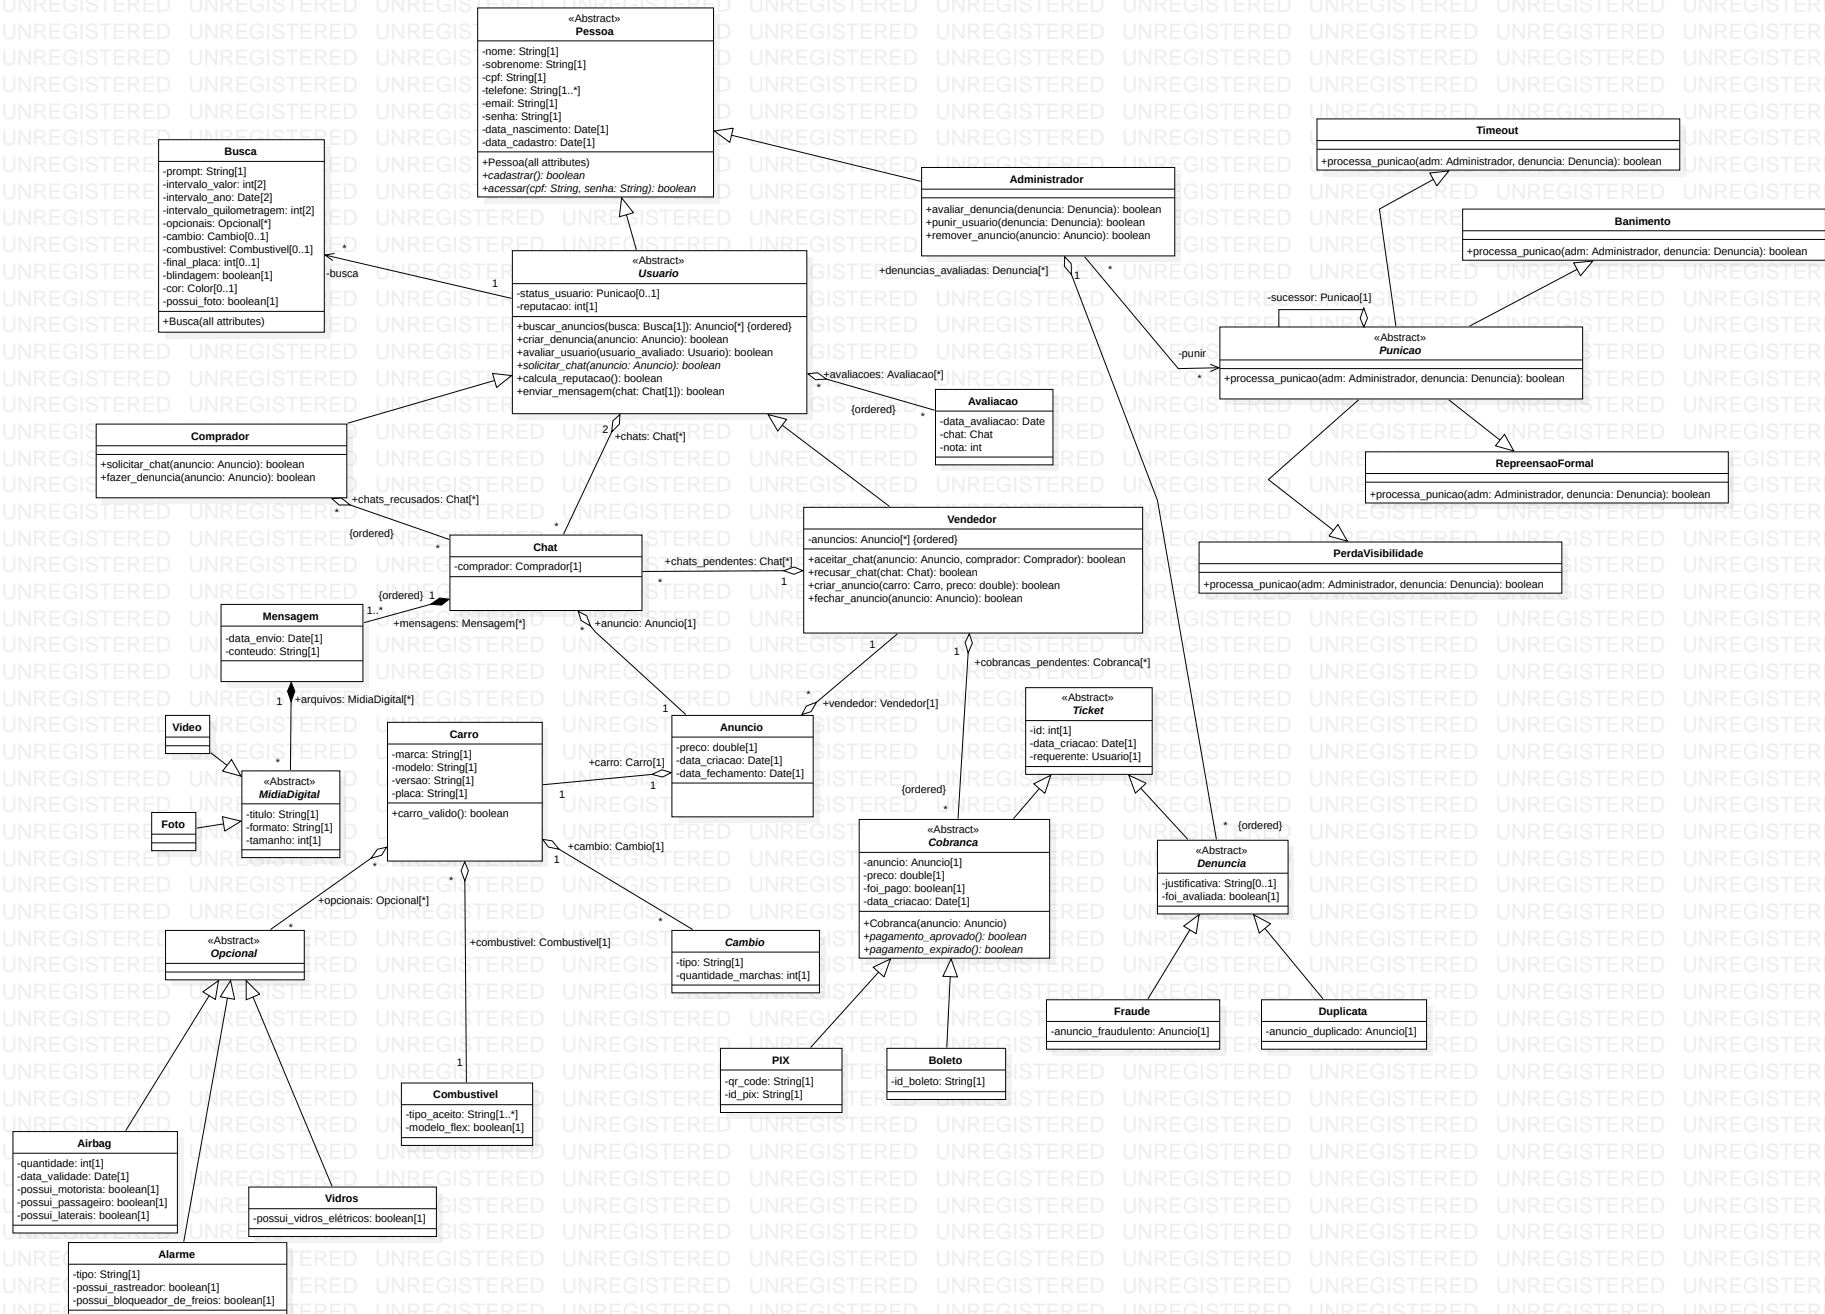 «Abstract»
Pessoa
-nome: String[1]
-sobrenome: String[1]
-cpf: String[1]
-telefone: String[1..*]
-email: String[1]
-senha: String[1]
-data_nascimento: Date[1]
-data_cadastro: Date[1]
+Pessoa(all attributes)
+cadastrar(): boolean
+acessar(cpf: String, senha: String): boolean
Busca
-prompt: String[1]
-intervalo_valor: int[2]
-intervalo_ano: Date[2]
-intervalo_quilometragem: int[2]
-opcionais: Opcional[*]
-cambio: Cambio[0..1]
-combustivel: Combustivel[0..1]
-final_placa: int[0..1]
-blindagem: boolean[1]
-cor: Color[0..1]
-possui_foto: boolean[1]
+Busca(all attributes)
*
-busca
1
«Abstract»
Usuario
-status_usuario: Punicao[0..1]
-reputacao: int[1]
+buscar_anuncios(busca: Busca[1]): Anuncio[*] {ordered}
+criar_denuncia(anuncio: Anuncio): boolean
+avaliar_usuario(usuario_avaliado: Usuario): boolean
+solicitar_chat(anuncio: Anuncio): boolean
+calcula_reputacao(): boolean
+enviar_mensagem(chat: Chat[1]): boolean
Administrador
+avaliar_denuncia(denuncia: Denuncia): boolean
+punir_usuario(denuncia: Denuncia): boolean
+remover_anuncio(anuncio: Anuncio): boolean
+denuncias_avaliadas: Denuncia[*]
1
*
-punir
*
Timeout
+processa_punicao(adm: Administrador, denuncia: Denuncia): boolean
Banimento
+processa_punicao(adm: Administrador, denuncia: Denuncia): boolean
-sucessor: Punicao[1]
«Abstract»
Punicao
+processa_punicao(adm: Administrador, denuncia: Denuncia): boolean
RepreensaoFormal
+processa_punicao(adm: Administrador, denuncia: Denuncia): boolean
PerdaVisibilidade
+processa_punicao(adm: Administrador, denuncia: Denuncia): boolean
+avaliacoes: Avaliacao[*]
*
{ordered}
*
Avaliacao
-data_avaliacao: Date
-chat: Chat
-nota: int
Comprador
+solicitar_chat(anuncio: Anuncio): boolean
+fazer_denuncia(anuncio: Anuncio): boolean
2
+chats: Chat[*]
*
+chats_recusados: Chat[*]
*
{ordered}
*
Chat
-comprador: Comprador[1]
+chats_pendentes: Chat[*]
*
1
Vendedor
-anuncios: Anuncio[*] {ordered}
+aceitar_chat(anuncio: Anuncio, comprador: Comprador): boolean
+recusar_chat(chat: Chat): boolean
+criar_anuncio(carro: Carro, preco: double): boolean
+fechar_anuncio(anuncio: Anuncio): boolean
{ordered}
1
1..*
+mensagens: Mensagem[*]
Mensagem
-data_envio: Date[1]
-conteudo: String[1]
*
+anuncio: Anuncio[1]
1
1
*
+vendedor: Vendedor[1]
1
+cobrancas_pendentes: Cobranca[*]
{ordered}
*
1
+arquivos: MidiaDigital[*]
*
Video
Foto
«Abstract»
MidiaDigital
-titulo: String[1]
-formato: String[1]
-tamanho: int[1]
Carro
-marca: String[1]
-modelo: String[1]
-versao: String[1]
-placa: String[1]
+carro_valido(): boolean
+carro: Carro[1]
1
1
Anuncio
-preco: double[1]
-data_criacao: Date[1]
-data_fechamento: Date[1]
«Abstract»
Ticket
-id: int[1]
-data_criacao: Date[1]
-requerente: Usuario[1]
* {ordered}
«Abstract»
Cobranca
-anuncio: Anuncio[1]
-preco: double[1]
-foi_pago: boolean[1]
-data_criacao: Date[1]
+Cobranca(anuncio: Anuncio)
+pagamento_aprovado(): boolean
+pagamento_expirado(): boolean
«Abstract»
Denuncia
-justificativa: String[0..1]
-foi_avaliada: boolean[1]
*
+opcionais: Opcional[*]
*
*
+combustivel: Combustivel[1]
1
+cambio: Cambio[1]
1
*
«Abstract»
Opcional
Cambio
-tipo: String[1]
-quantidade_marchas: int[1]
Fraude
-anuncio_fraudulento: Anuncio[1]
Duplicata
-anuncio_duplicado: Anuncio[1]
PIX
-qr_code: String[1]
-id_pix: String[1]
Boleto
-id_boleto: String[1]
Combustivel
-tipo_aceito: String[1..*]
-modelo_flex: boolean[1]
Airbag
-quantidade: int[1]
-data_validade: Date[1]
-possui_motorista: boolean[1]
-possui_passageiro: boolean[1]
-possui_laterais: boolean[1]
Vidros
-possui_vidros_elétricos: boolean[1]
Alarme
-tipo: String[1]
-possui_rastreador: boolean[1]
-possui_bloqueador_de_freios: boolean[1]
UNREGISTERED